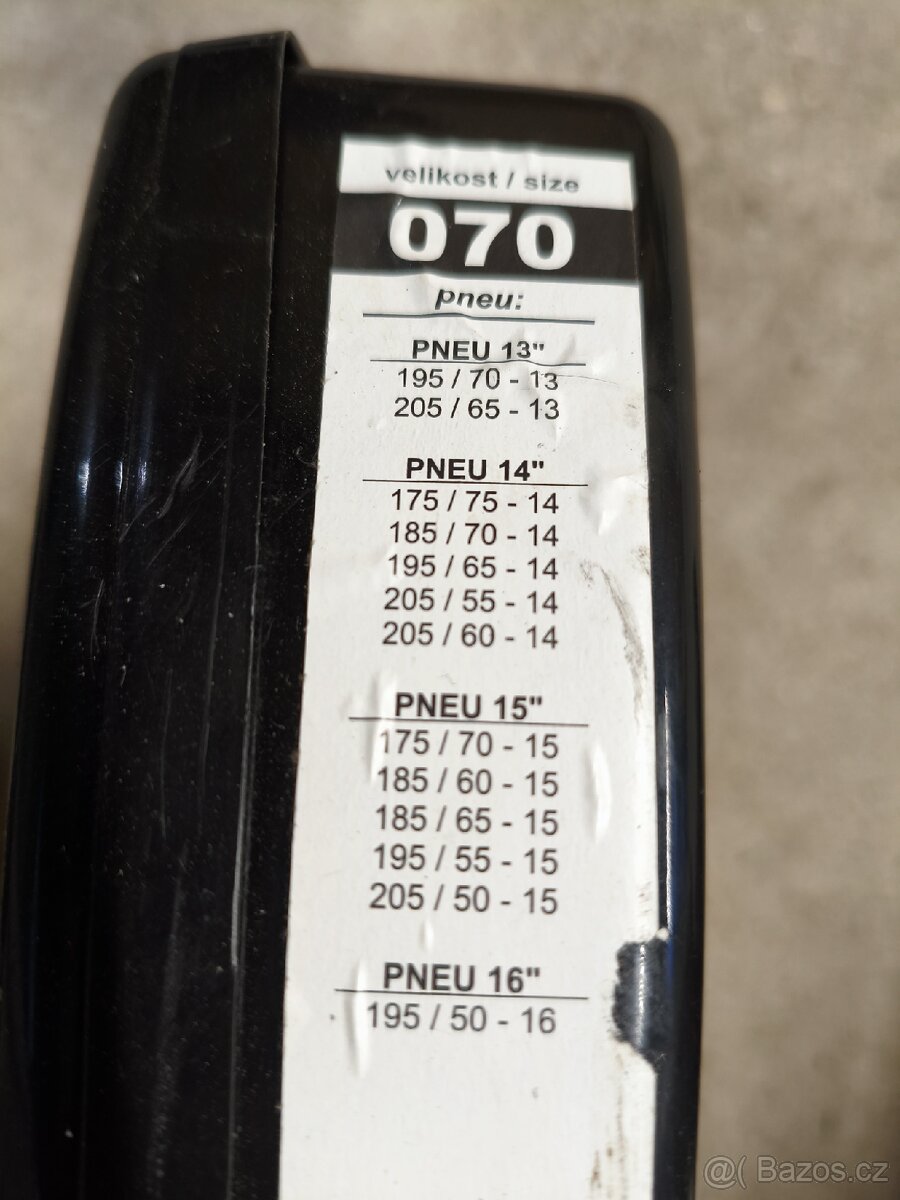 velikost / size
070
pneu:
PNEU 13"
195 / 70 - 13
205 / 65 - 13
PNEU 14"
175 / 75 - 14
185 / 70 - 14
195 / 65 - 14
205 / 55 - 14
205 / 60 - 14
PNEU 15"
175 / 70 - 15
185 / 60 - 15
185 / 65 - 15
195 / 55 - 15
205 / 50 - 15
PNEU 16"
195 / 50 - 16
@( Bazos.cz